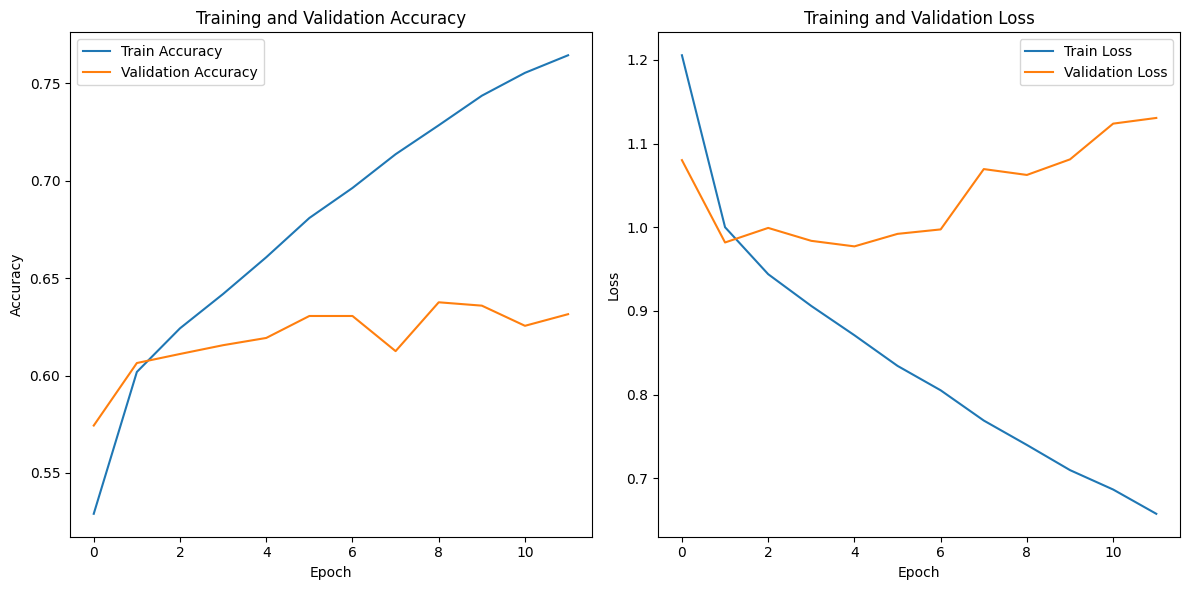 Training and Validation Accuracy
Train Accuracy
Validation Accuracy
0.75
0.70
0.65
0.60
0.55
Accuracy
0 2 4 6 8 10
Epoch
Training and Validation Loss
Train Loss
Validation Loss
1.2
1.1
1.0
0.9
0.8
0.7
Loss
0 2 4 6 8 10
Epoch